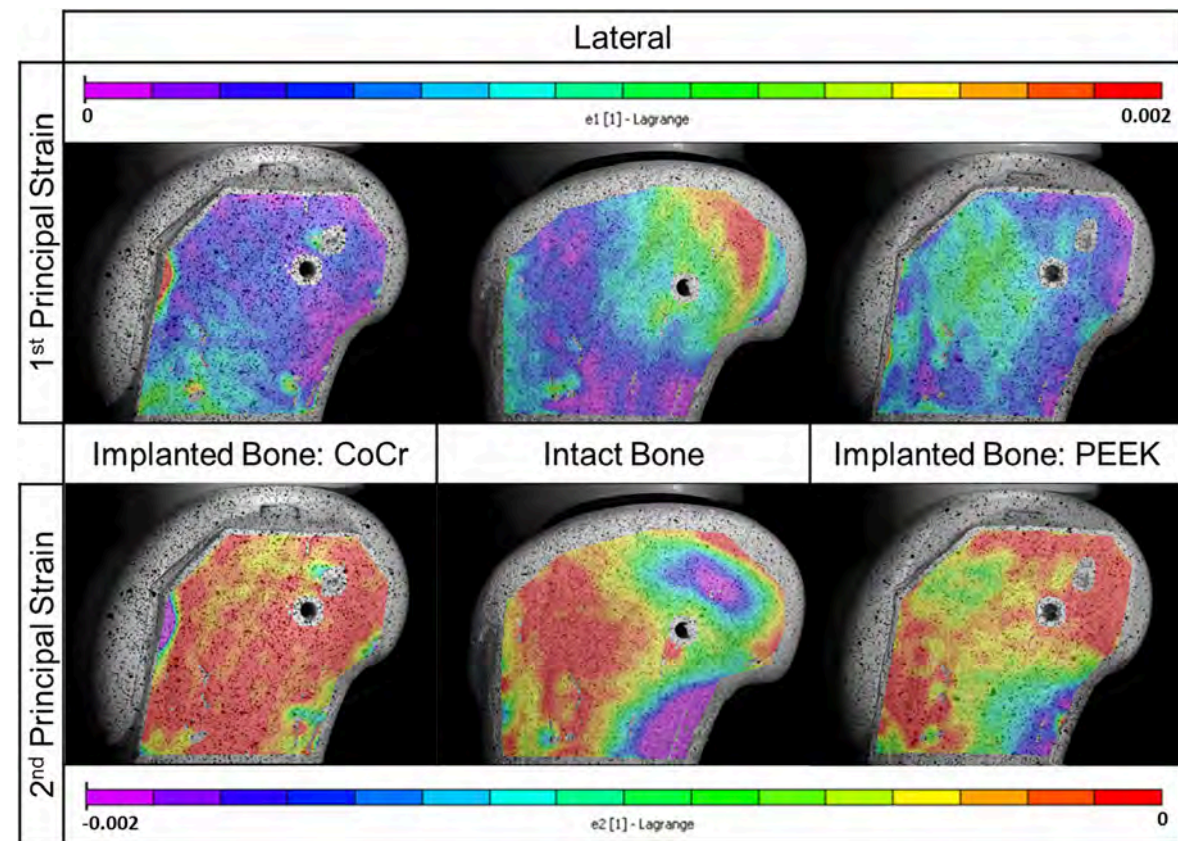 Lateral
1st Principal Strain
0
0.002
e1 [1] - Lagrange
Implanted Bone: CoCr
Intact Bone
Implanted Bone: PEEK
2nd Principal Strain
-0.002
0
e2 [1] - Lagrange